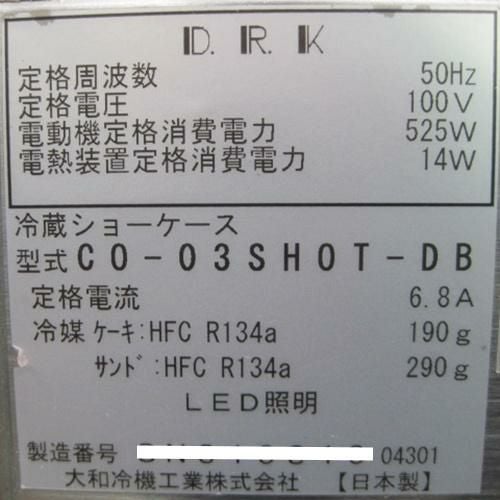 D.R.K
定格周波数 50Hz
定格電圧 100V
電動機定格消費電力 525W
電熱装置定格消費電力 14W
冷蔵ショーケース
型式 CO-03SHOT-DB
定格電流 6.8A
冷媒 ケーキ:HFC R134a 190g
サンド:HFC R134a 290g
LED照明
製造番号 04301
大和冷機工業株式会社 【日本製】